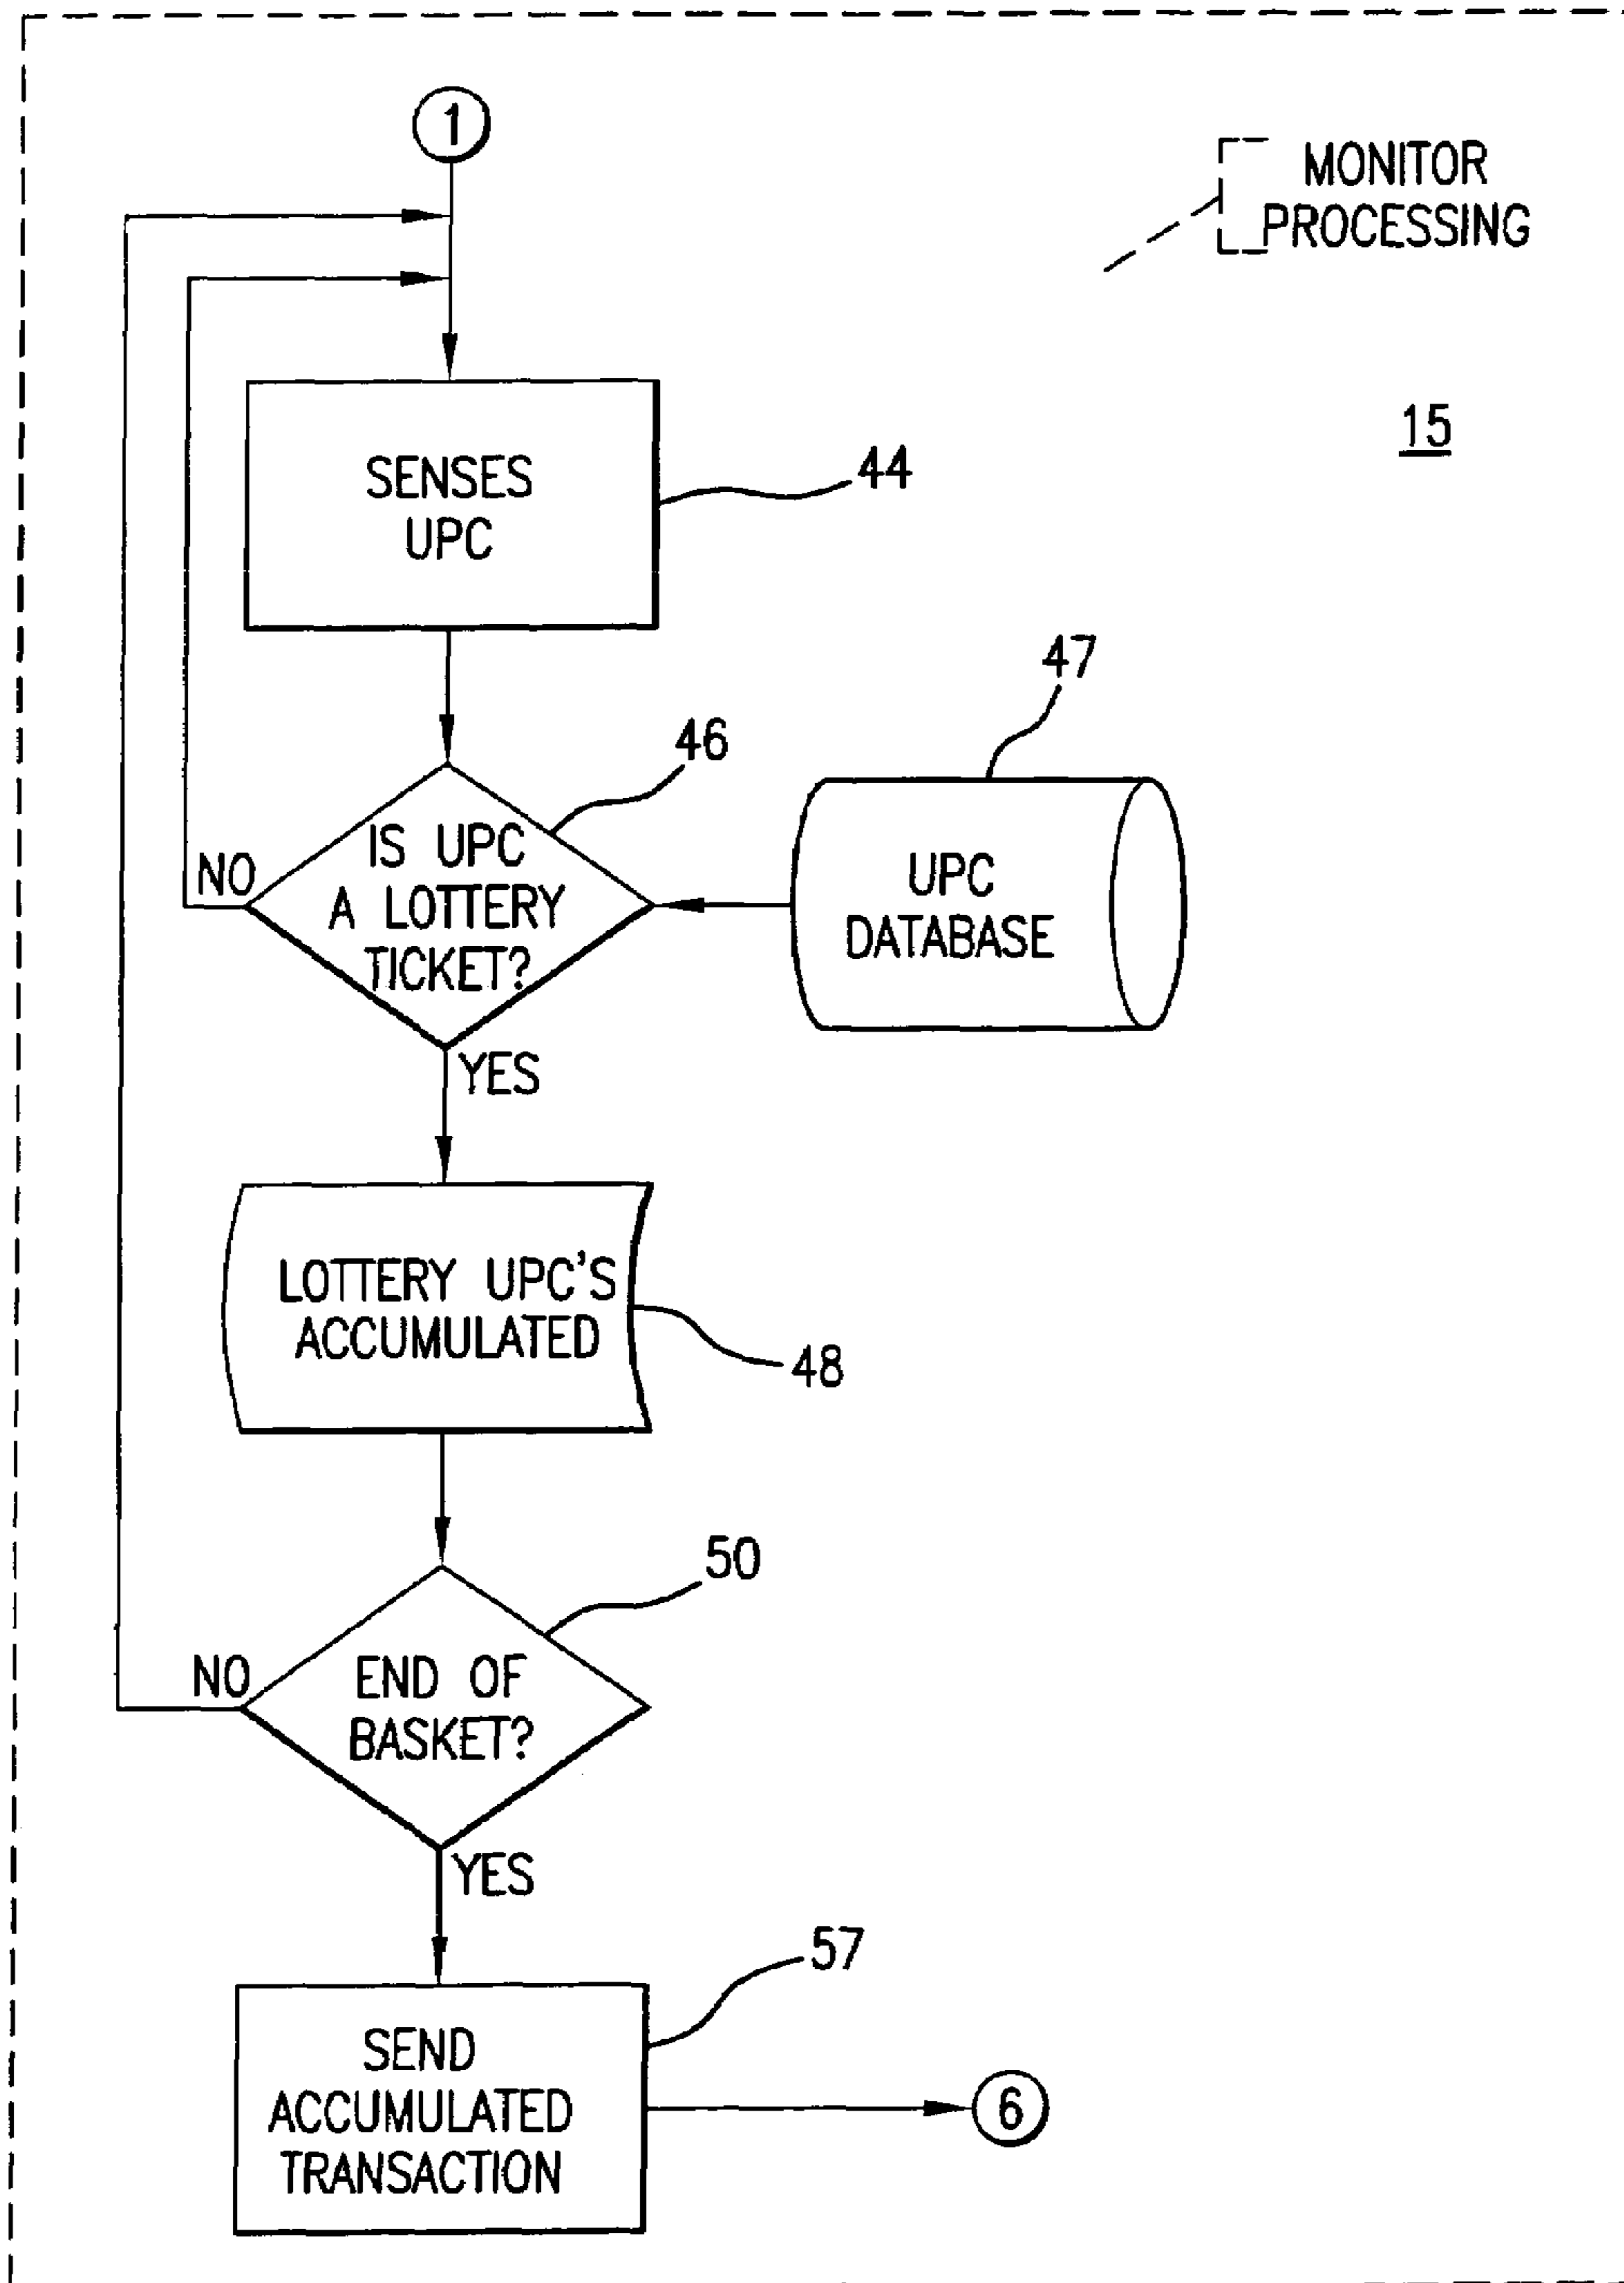 1
MONITOR
PROCESSING
15
SENSES
UPC
44
47
46
IS UPC
A LOTTERY
TICKET?
NO
UPC
DATABASE
YES
LOTTERY UPC'S
ACCUMULATED
48
50
NO
END OF
BASKET?
YES
57
SEND
ACCUMULATED
TRANSACTION
6